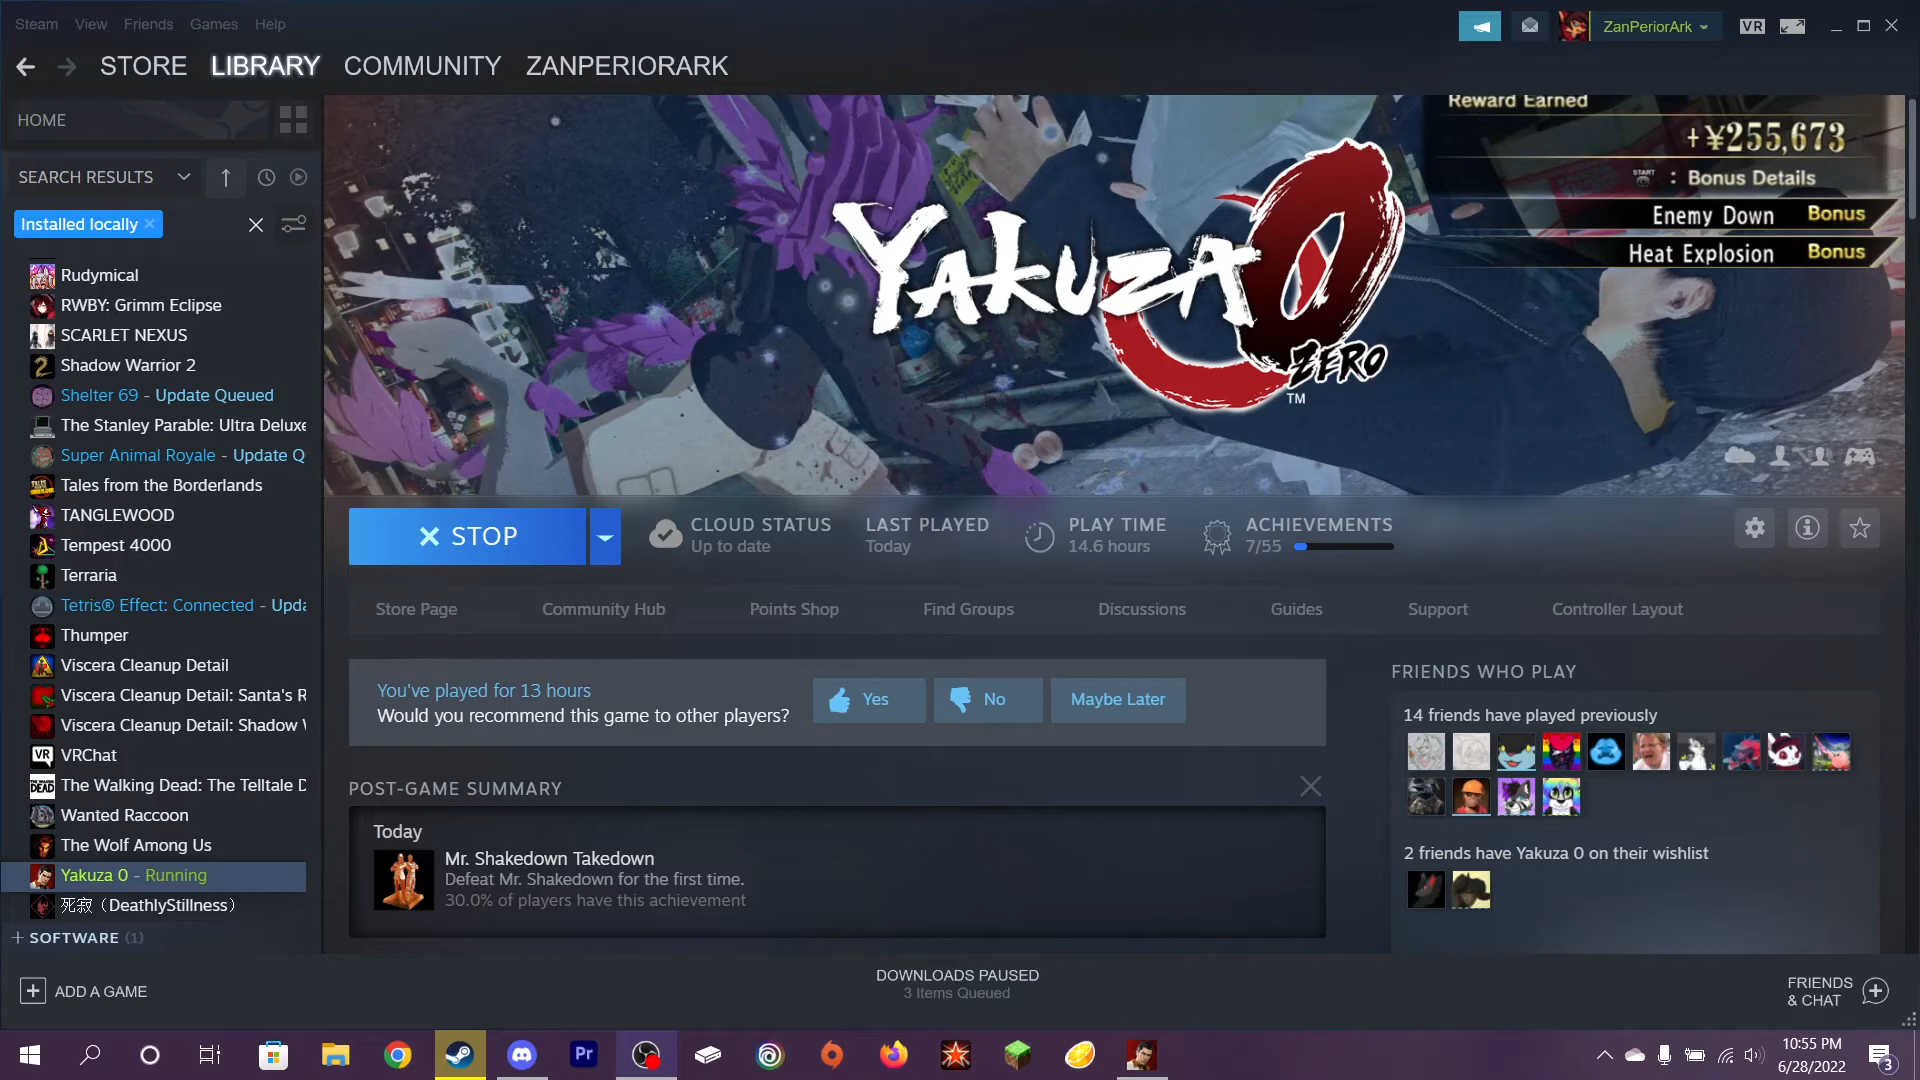 Steam View Friends Games Help
ZanPeriorArk
VR
STORE LIBRARY COMMUNITY ZANPERIORARK
HOME
SEARCH RESULTS
Installed locally
Rudymical
RWBY: Grimm Eclipse
SCARLET NEXUS
Shadow Warrior 2
Shelter 69 - Update Queued
The Stanley Parable: Ultra Deluxe
Super Animal Royale - Update Q
Tales from the Borderlands
TANGLEWOOD
Tempest 4000
Terraria
Tetris® Effect: Connected - Upda
Thumper
Viscera Cleanup Detail
Viscera Cleanup Detail: Santa's R
Viscera Cleanup Detail: Shadow W
VR VRChat
DEAD The Walking Dead: The Telltale D
Wanted Raccoon
The Wolf Among Us
Yakuza 0 - Running
死寂（DeathlyStillness）
SOFTWARE (1)
ADD A GAME
Reward Earned
+¥255,673
START : Bonus Details
Enemy Down Bonus
Heat Explosion Bonus
YAKUZA 0
ZERO
TM
STOP
CLOUD STATUS
Up to date
LAST PLAYED
Today
PLAY TIME
14.6 hours
ACHIEVEMENTS
7/55
Store Page Community Hub Points Shop Find Groups Discussions Guides Support Controller Layout
You've played for 13 hours
Would you recommend this game to other players?
Yes No Maybe Later
POST-GAME SUMMARY
Today
Mr. Shakedown Takedown
Defeat Mr. Shakedown for the first time.
30.0% of players have this achievement
FRIENDS WHO PLAY
14 friends have played previously
2 friends have Yakuza 0 on their wishlist
DOWNLOADS PAUSED
3 Items Queued
FRIENDS
& CHAT
Pr
10:55 PM
6/28/2022
3